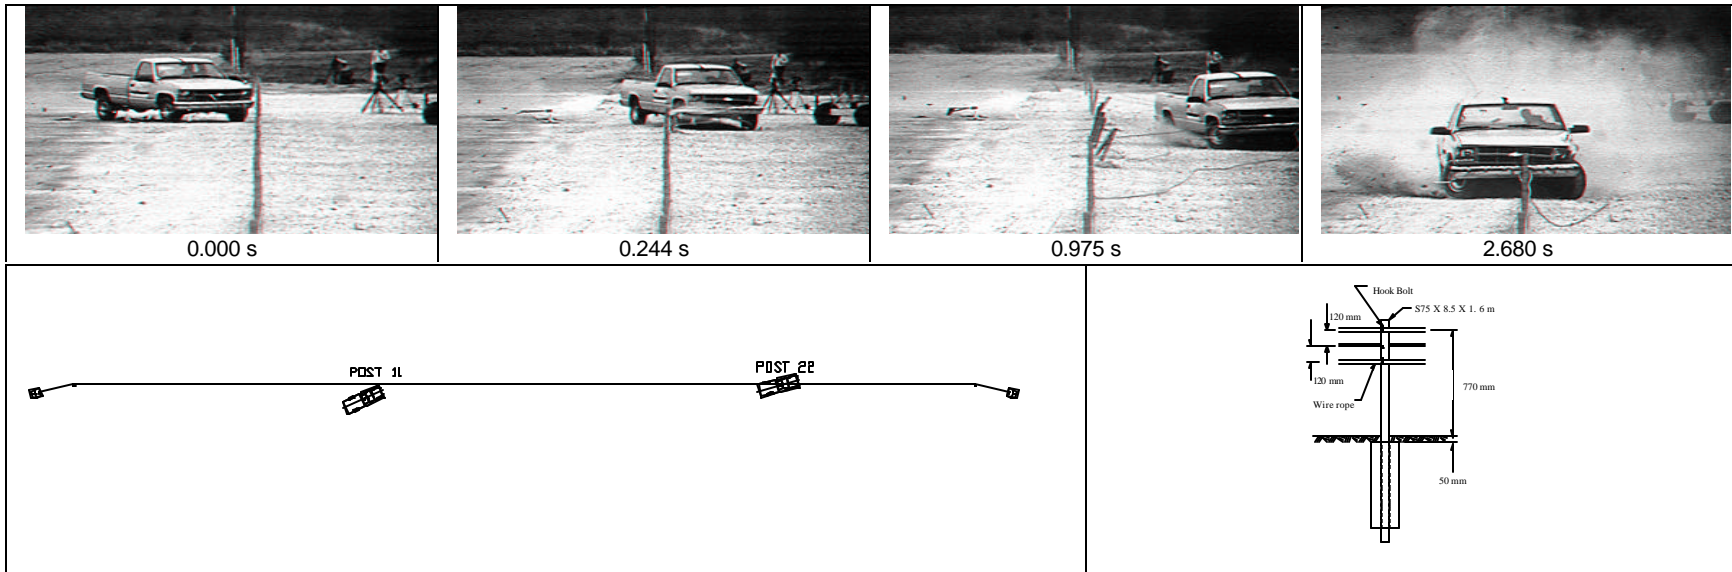 0.000 s
0.244 s
0.975 s
2.680 s
POST 11
POST 22
Hook Bolt
S75 X 8.5 X 1. 6 m
120 mm
120 mm
770 mm
Wire rope
50 mm